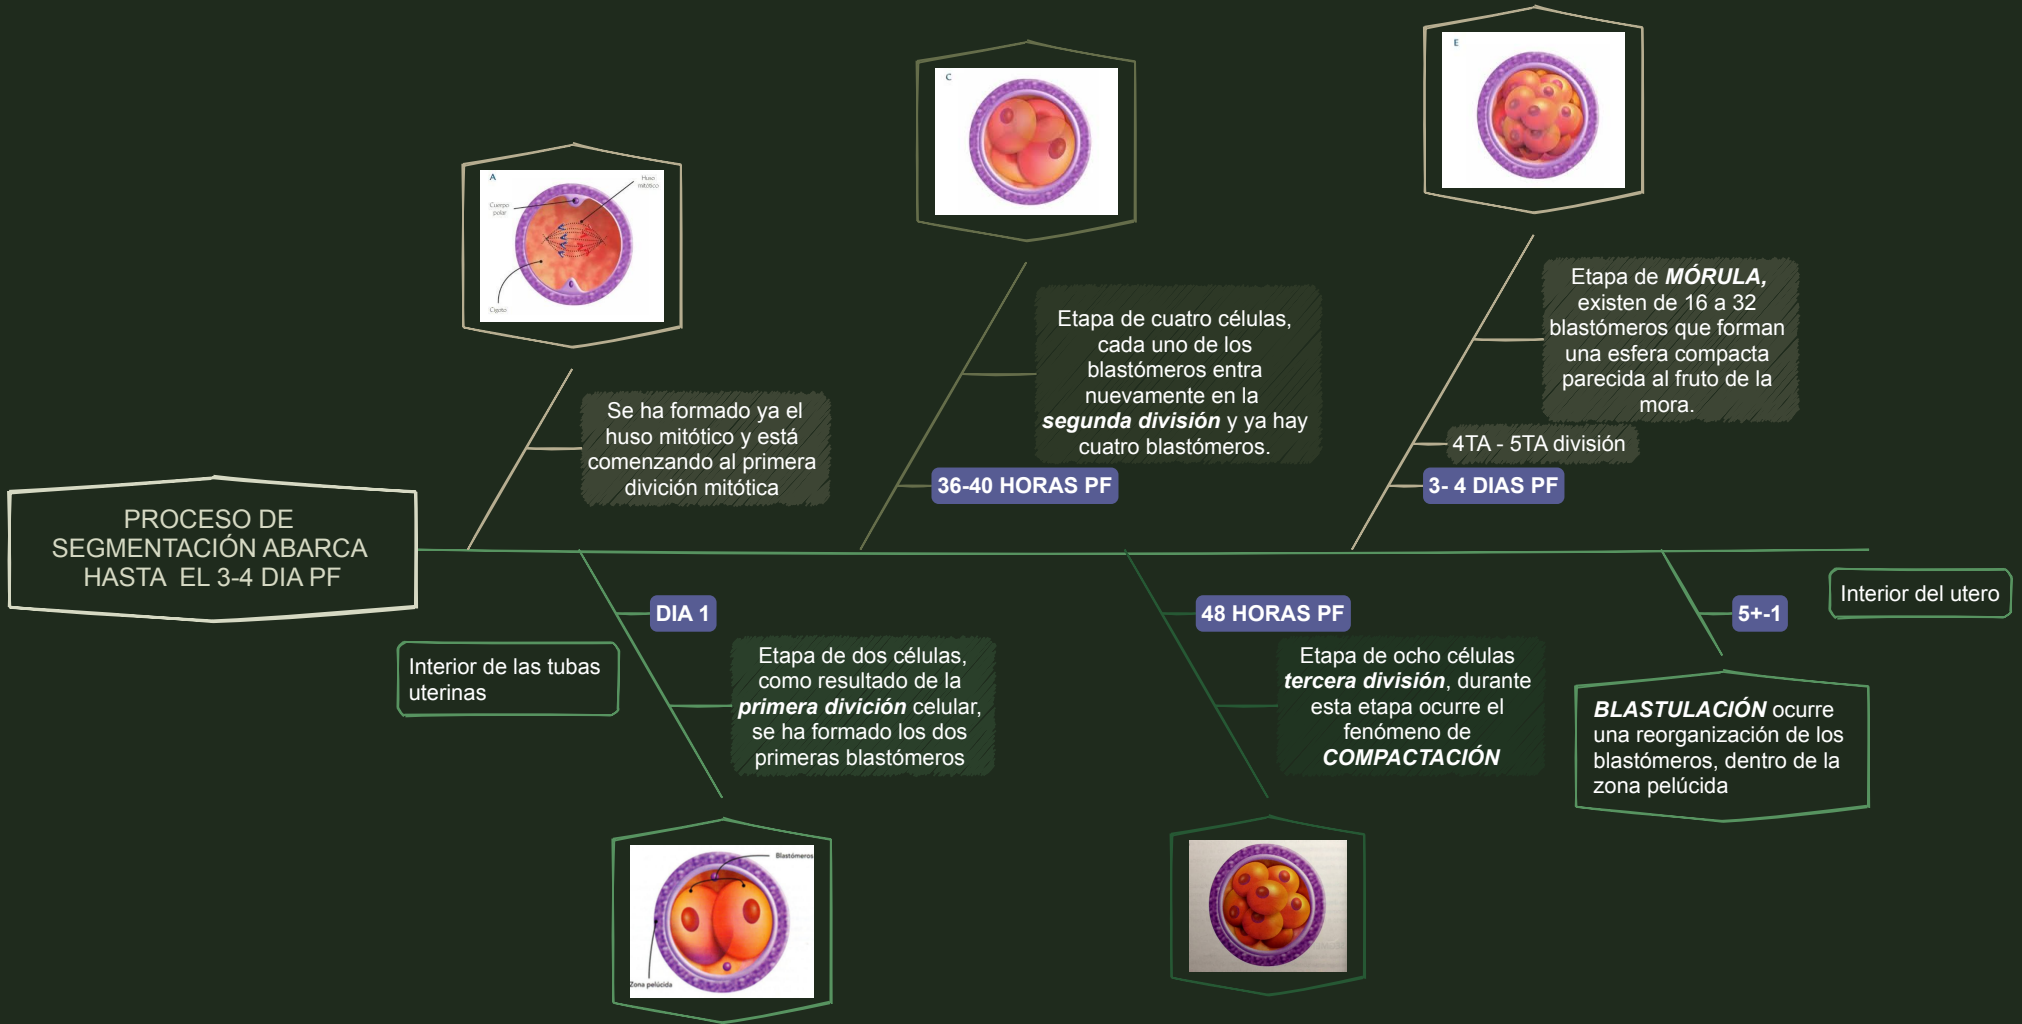 PROCESO DE
SEGMENTACIÓN ABARCA
HASTA EL 3-4 DIA PF
A
Huso
mitótico
Cuerpo
polar
Cigoto
Se ha formado ya el
huso mitótico y está
comenzando al primera
divición mitótica
Interior de las tubas
uterinas
DIA 1
Etapa de dos células,
como resultado de la
primera divición celular,
se ha formado los dos
primeras blastómeros
Blastómeros
Zona pelúcida
C
Etapa de cuatro células,
cada uno de los
blastómeros entra
nuevamente en la
segunda división y ya hay
cuatro blastómeros.
36-40 HORAS PF
48 HORAS PF
Etapa de ocho células
tercera división, durante
esta etapa ocurre el
fenómeno de
COMPACTACIÓN
E
Etapa de MÓRULA,
existen de 16 a 32
blastómeros que forman
una esfera compacta
parecida al fruto de la
mora.
4TA - 5TA división
3- 4 DIAS PF
5+-1
BLASTULACIÓN ocurre
una reorganización de los
blastómeros, dentro de la
zona pelúcida
Interior del utero